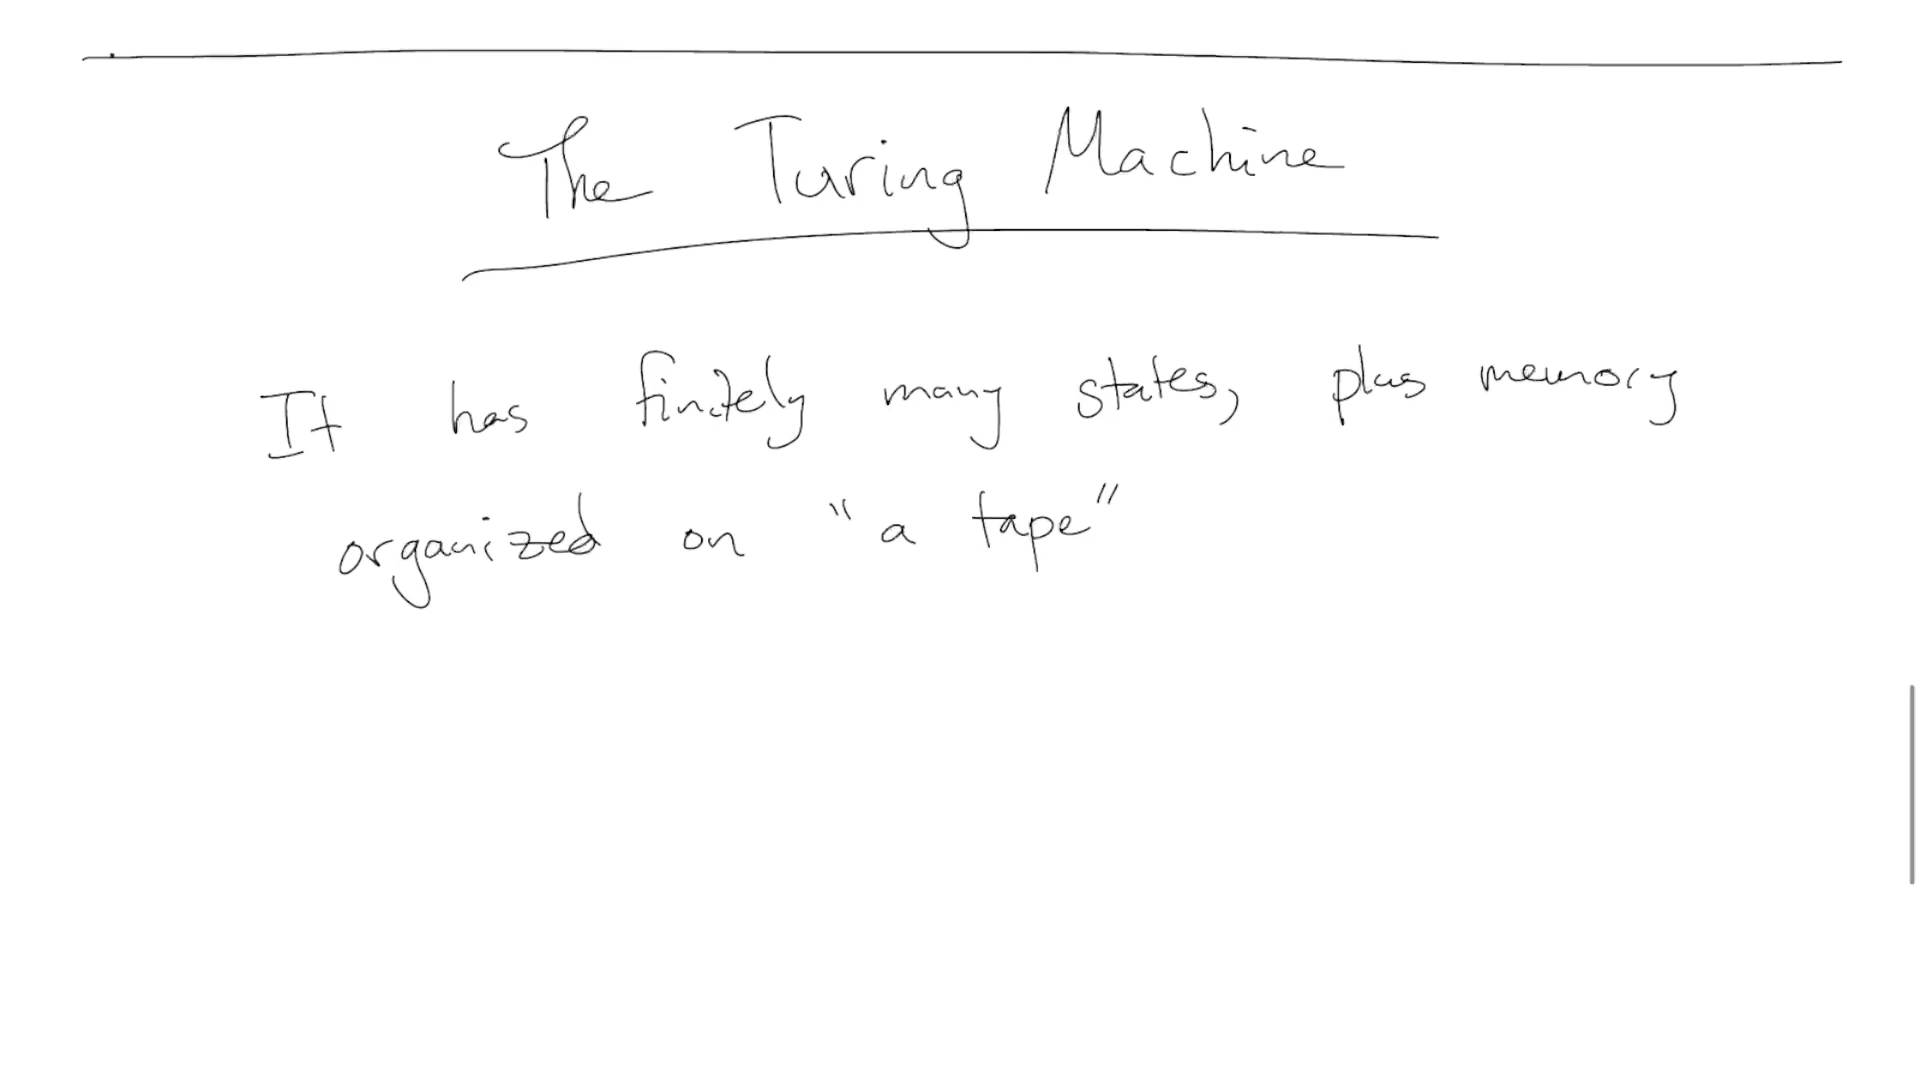 The Turing Machine
It has finitely many states, plus memory
organized on "a tape"